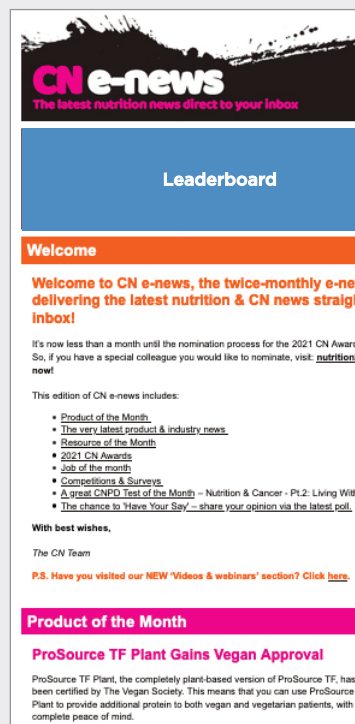 CN e-news
The latest nutrition news direct to your inbox
Leaderboard
Welcome
Welcome to CN e-news, the twice-monthly
delivering the latest nutrition & CN news
inbox!
It's now less than a month until the nomination process for the 2021 CN
So, if you have a special colleague you would like to nominate, visit:
now!
This edition of CN e-news includes:
Product of the Month
The very latest product & industry news
Resource of the Month
2021 CN Awards
Job of the month
Competitions & Surveys
A great CNPD Test of the Month – Nutrition & Cancer - Pt.2: Living
The chance to 'Have Your Say' – share your opinion via the latest poll.
With best wishes,
The CN Team
P.S. Have you visited our NEW 'Videos & webinars' section? Click here.
Product of the Month
ProSource TF Plant Gains Vegan Approval
ProSource TF Plant, the completely plant-based version of ProSource TF, has
been certified by The Vegan Society. This means that you can use ProSource
Plant to provide additional protein to both vegan and vegetarian patients, with
complete peace of mind.